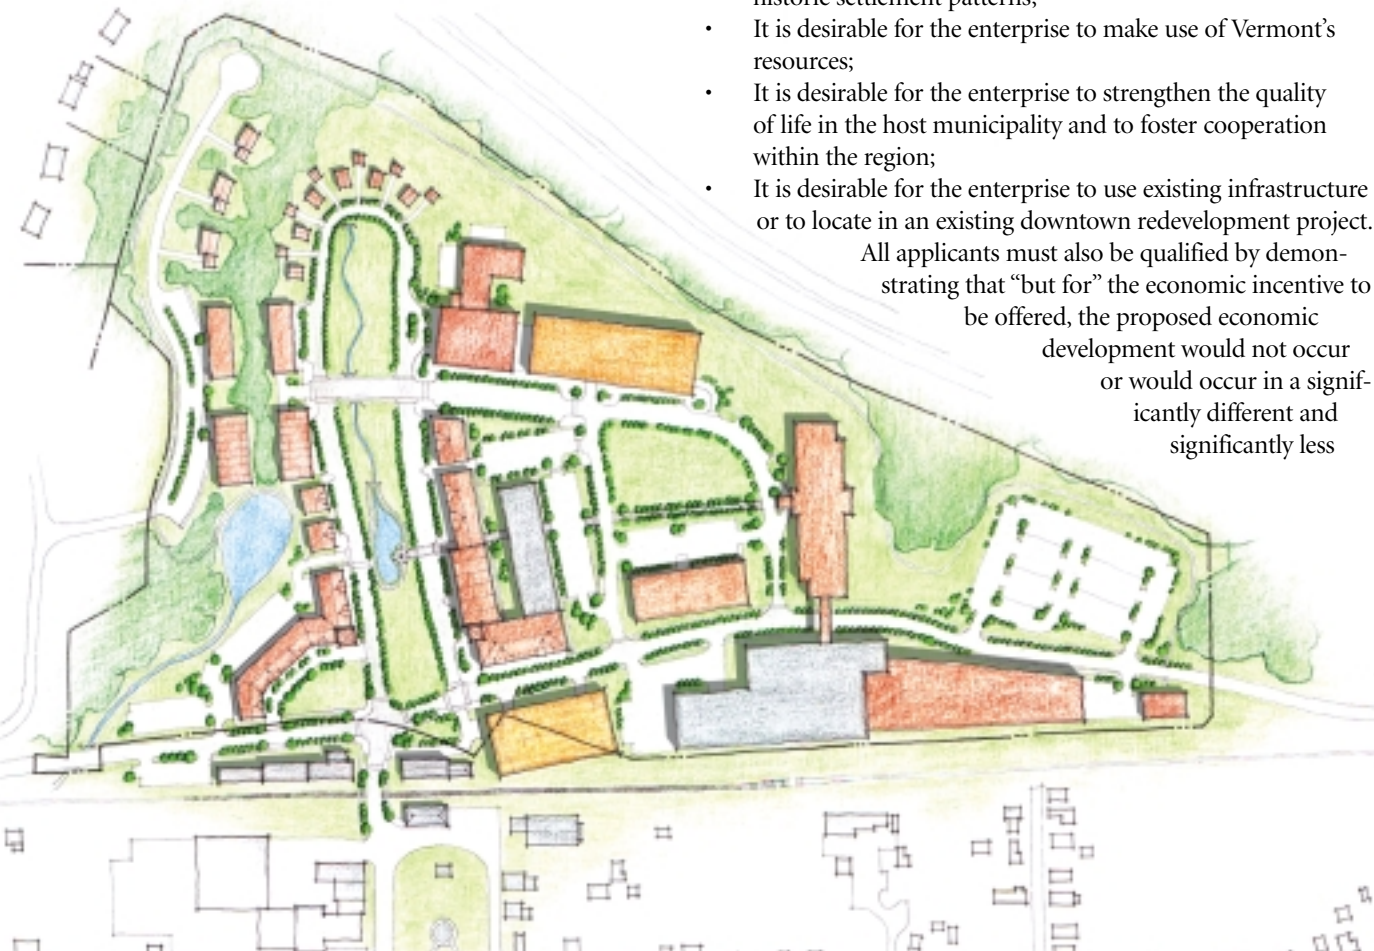 historic settlement patterns;
• It is desirable for the enterprise to make use of Vermont’s
resources;
• It is desirable for the enterprise to strengthen the quality
of life in the host municipality and to foster cooperation
within the region;
• It is desirable for the enterprise to use existing infrastructure
or to locate in an existing downtown redevelopment project.
All applicants must also be qualified by demon-
strating that “but for” the economic incentive to
be offered, the proposed economic
development would not occur
or would occur in a signif-
icantly different and
significantly less